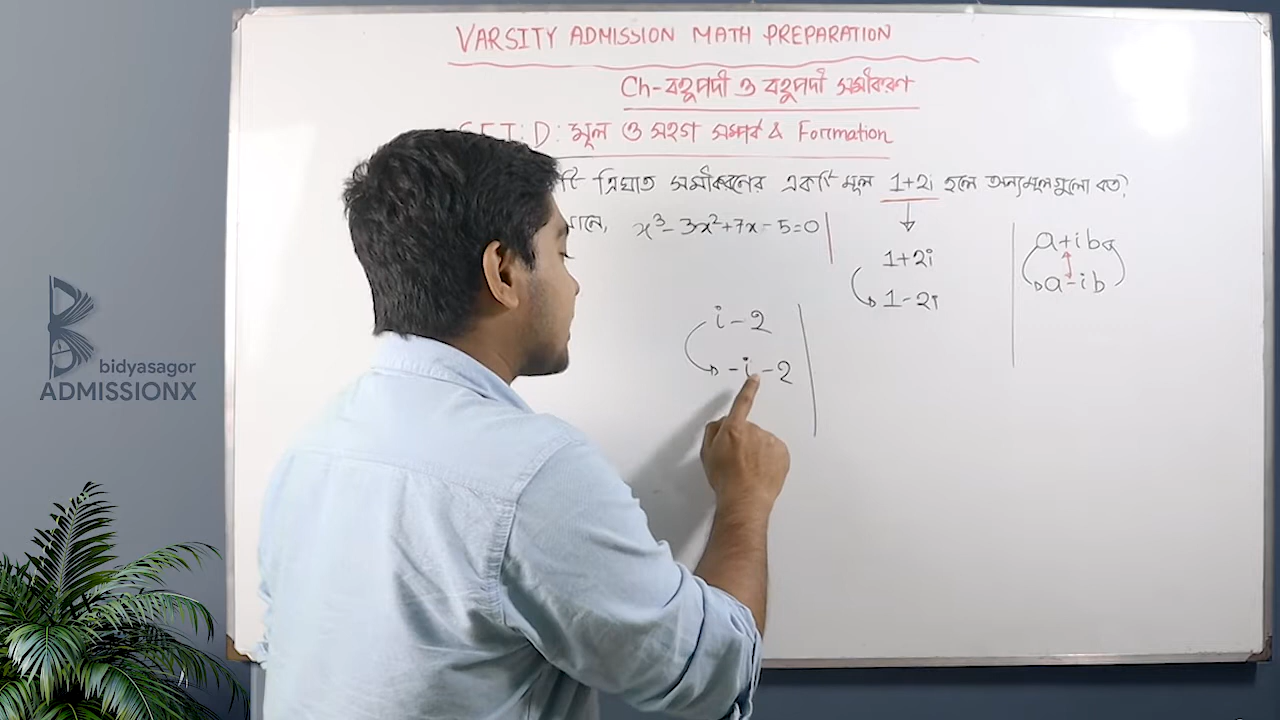 VARSITY ADMISSION MATH PREPARATION
Ch-বহুপদী ও বহুপদী সমীকরণ
SET: D: মূল ও সহগ সম্পর্ক & Formation
ত্রিঘাত সমীকরণের একটি মূল 1+2i হলে অন্যমূলগুলো কত?
x³-3x²+7x-5=0
1+2i
1-2i
a+ib
a-ib
i-2
-i-2
bidyasagor
ADMISSIONX